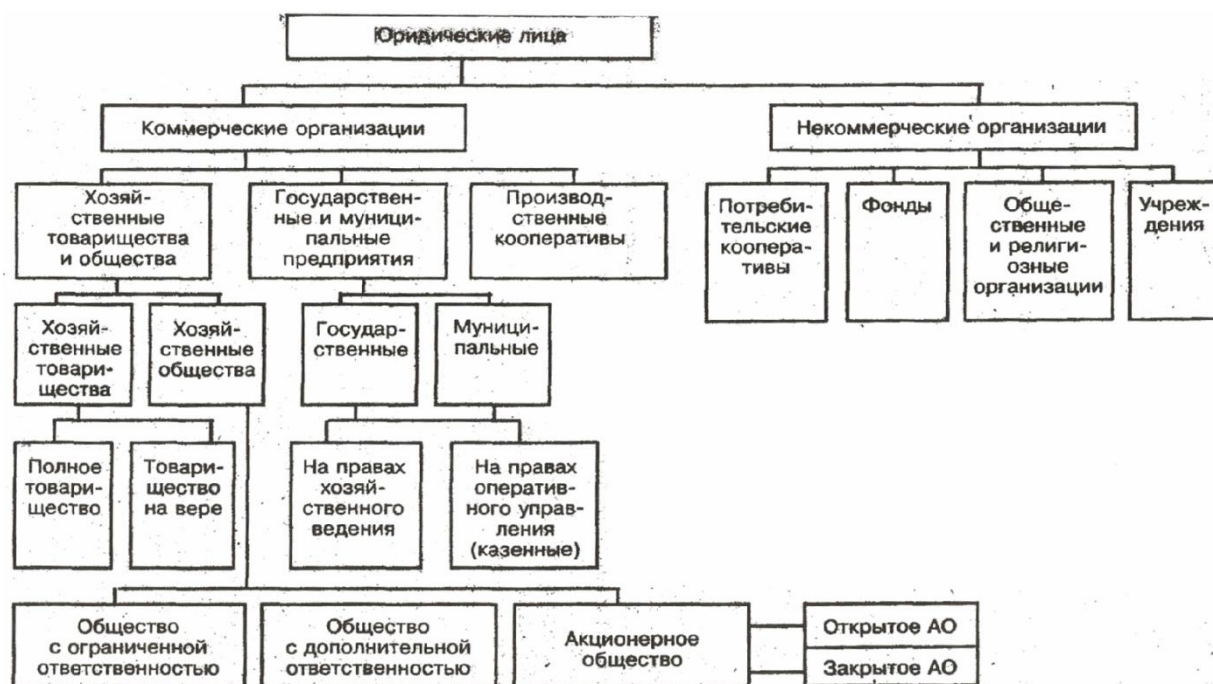 Юридические лица
Коммерческие организации
Некоммерческие организации
Хозяй-
ственные
товарищества
и общества
Государствен-
ные и муници-
пальные
предприятия
Производ-
ственные
кооперативы
Потреби-
тельские
коопера-
тивы
Фонды
Обще-
ственные
и религи-
озные
организации
Учреж-
дения
Хозяй-
ственные
товари-
щества
Хозяй-
ственные
общества
Государ-
ственные
Муници-
пальные
Полное
товари-
щество
Товари-
щество
на вере
На правах
хозяй-
ственного
ведения
На правах
оператив-
ного управ-
ления
(казенные)
Общество
с ограниченной
ответственностью
Общество
с дополнительной
ответственностью
Акционерное
общество
Открытое АО
Закрытое АО